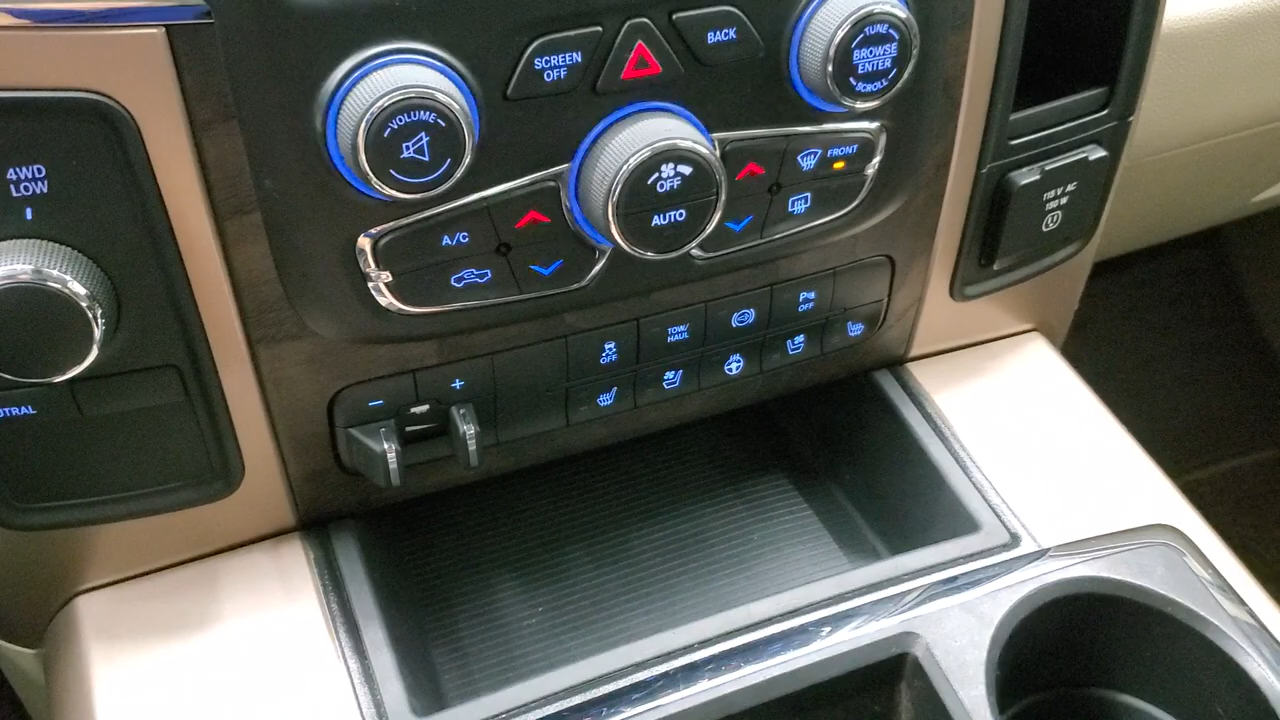 SCREEN
OFF
BACK
TUNE
BROWSE
ENTER
SCROLL
VOLUME
4WD
LOW
OFF
AUTO
FRONT
A/C
115 V AC
150 W
TOW/
HAUL
P
OFF
OFF
- +
UTRAL